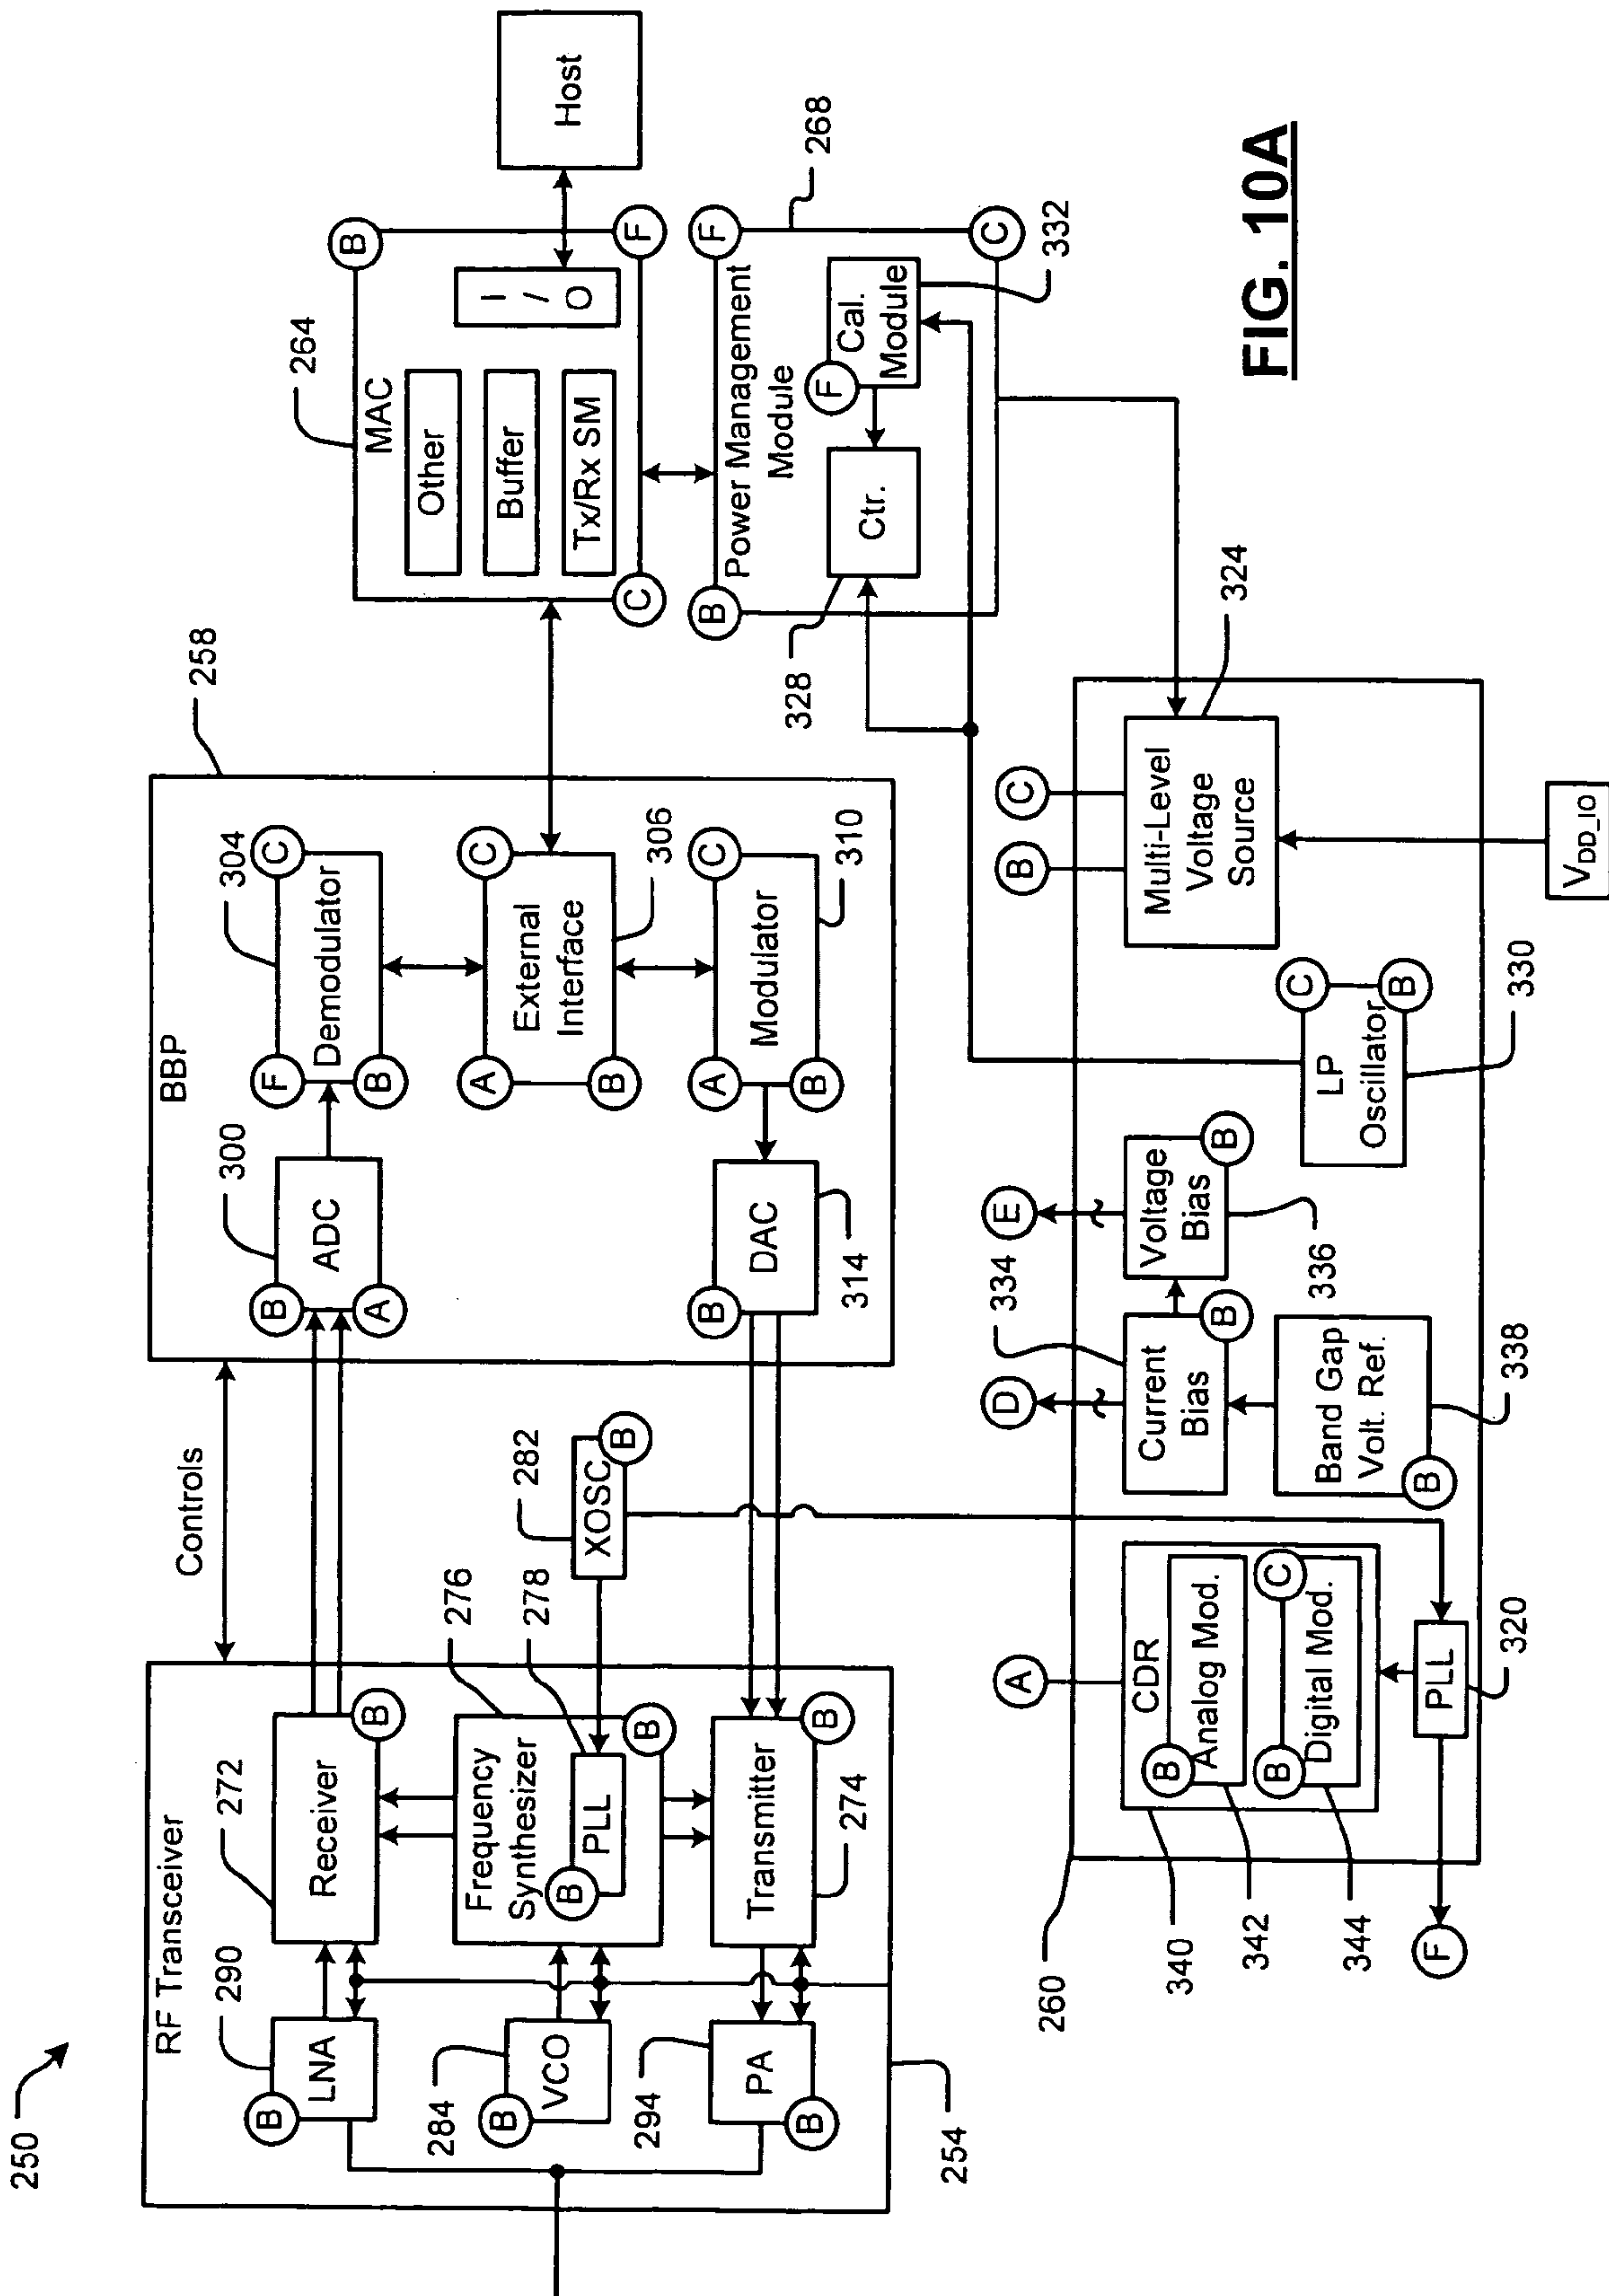 250
RF Transceiver
290
B
LNA
272
Receiver
B
284
B
VCO
276
278
Frequency
Synthesizer
B
PLL
B
282
XOSC
B
294
PA
B
Transmitter
B
274
254
Controls
BBP
258
300
B
ADC
A
304
F
Demodulator
C
B
A
External
Interface
C
B
306
A
Modulator
C
B
310
B
DAC
314
264
MAC
B
Other
Buffer
Tx/Rx SM
I
/
O
C
F
Host
B
Power Management
Module
F
268
F
Cal.
Module
332
Ctr.
328
C
260
A
CDR
B
Analog Mod.
B
C
Digital Mod.
340
342
344
F
PLL
320
D
334
E
Current
Bias
B
Voltage
Bias
B
336
Band Gap
Volt. Ref.
B
338
LP
Oscillator
C
B
330
B
C
Multi-Level
Voltage
Source
324
VDD_IO
FIG. 10A